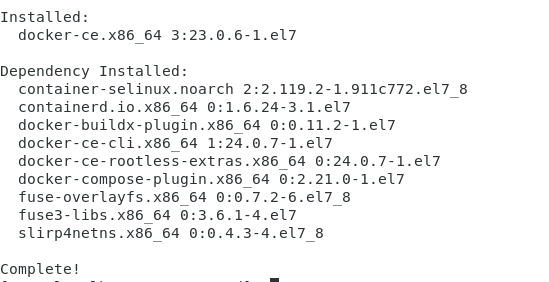 Installed:
  docker-ce.x86_64 3:23.0.6-1.el7

Dependency Installed:
  container-selinux.noarch 2:2.119.2-1.911c772.el7_8
  containerd.io.x86_64 0:1.6.24-3.1.el7
  docker-buildx-plugin.x86_64 0:0.11.2-1.el7
  docker-ce-cli.x86_64 1:24.0.7-1.el7
  docker-ce-rootless-extras.x86_64 0:24.0.7-1.el7
  docker-compose-plugin.x86_64 0:2.21.0-1.el7
  fuse-overlayfs.x86_64 0:0.7.2-6.el7_8
  fuse3-libs.x86_64 0:3.6.1-4.el7
  slirp4netns.x86_64 0:0.4.3-4.el7_8

Complete!